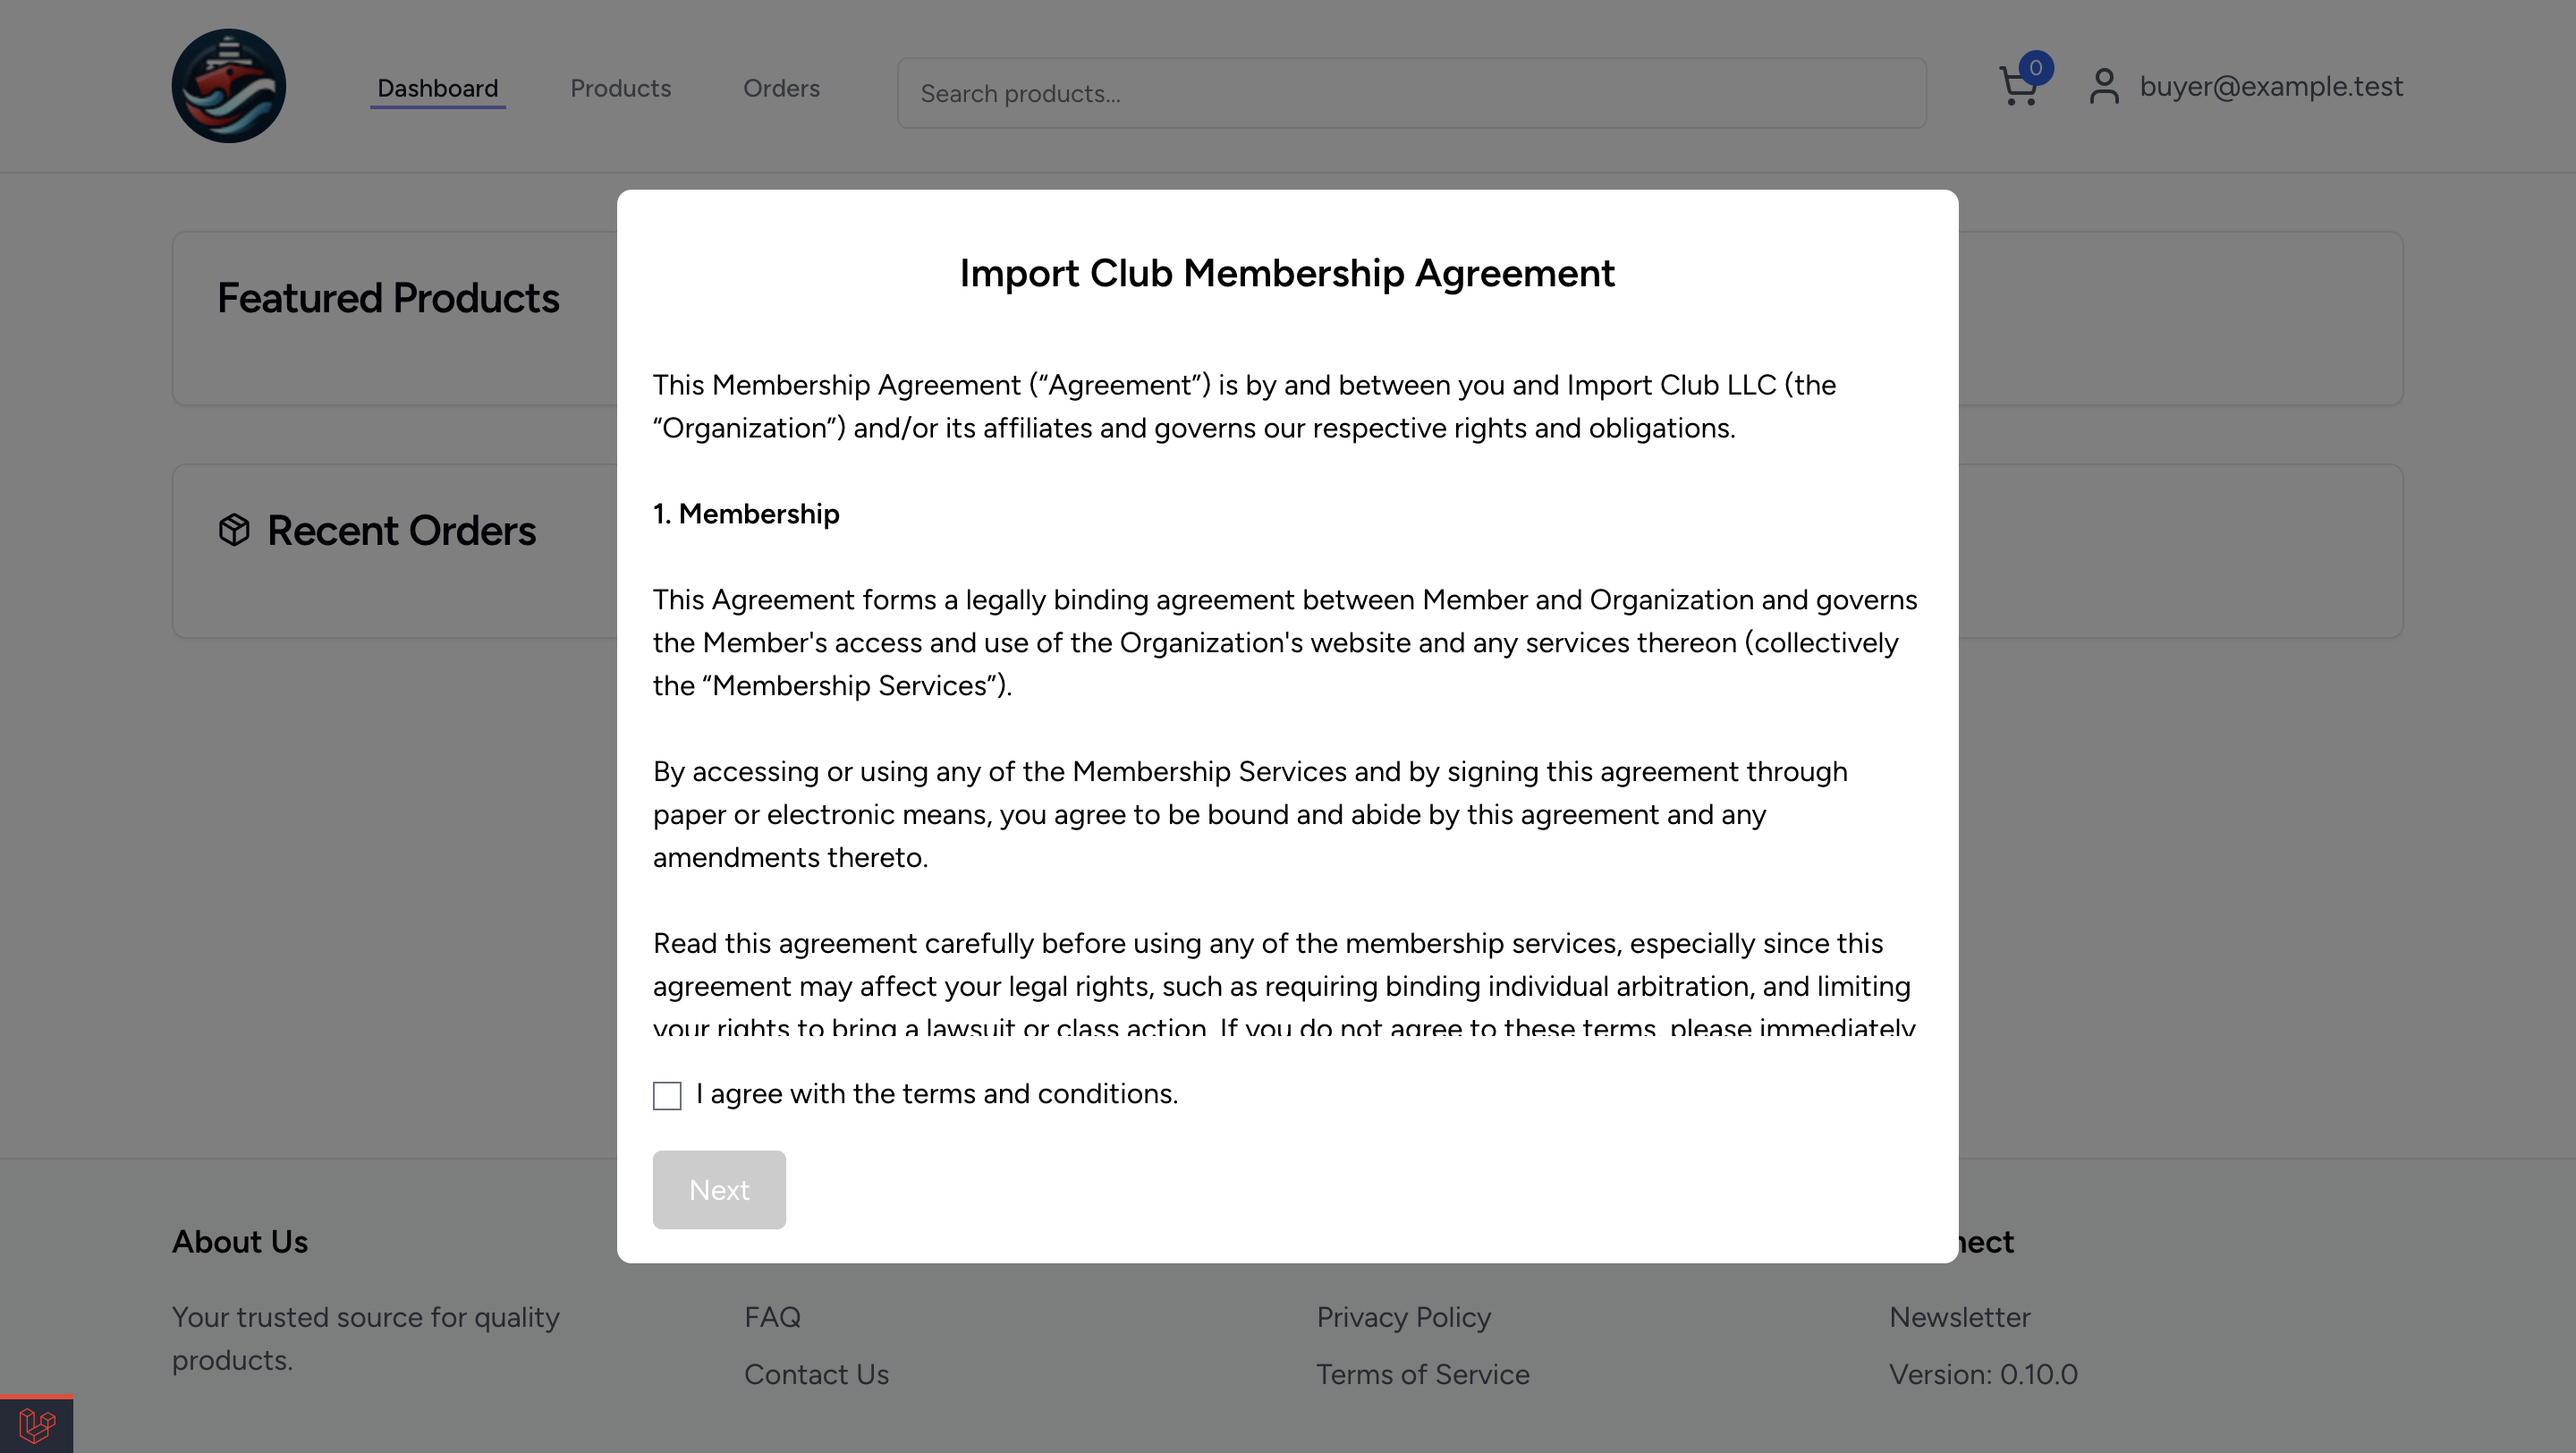 Dashboard
Products
Orders
Search products...
0
buyer@example.test
Featured Products
Recent Orders
Import Club Membership Agreement
This Membership Agreement (“Agreement”) is by and between you and Import Club LLC (the
“Organization”) and/or its affiliates and governs our respective rights and obligations.
1. Membership
This Agreement forms a legally binding agreement between Member and Organization and governs
the Member's access and use of the Organization's website and any services thereon (collectively
the “Membership Services”).
By accessing or using any of the Membership Services and by signing this agreement through
paper or electronic means, you agree to be bound and abide by this agreement and any
amendments thereto.
Read this agreement carefully before using any of the membership services, especially since this
agreement may affect your legal rights, such as requiring binding individual arbitration, and limiting
your rights to bring a lawsuit or class action. If you do not agree to these terms, please immediately
I agree with the terms and conditions.
Next
About Us
Your trusted source for quality
products.
FAQ
Contact Us
Privacy Policy
Terms of Service
nect
Newsletter
Version: 0.10.0